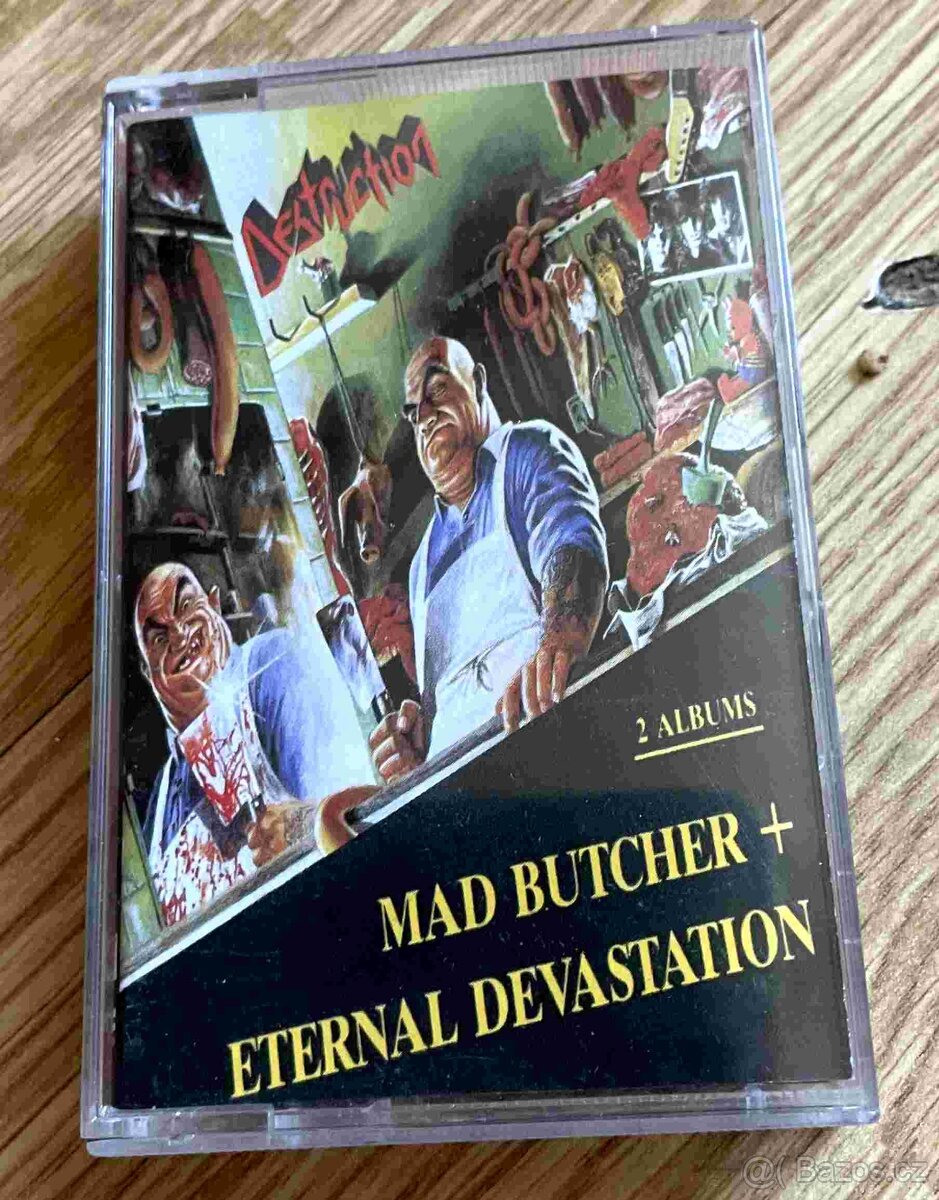 Destruction
2 ALBUMS
MAD BUTCHER +
ETERNAL DEVASTATION
@( Bazos.cz